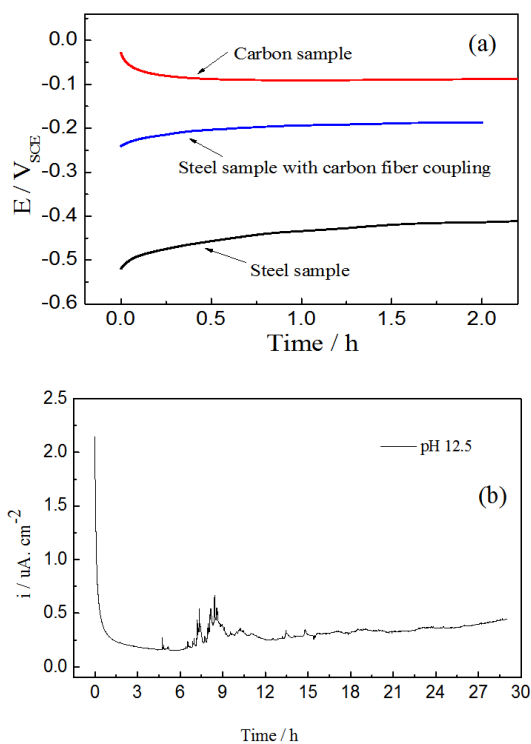 (a)
0.0
-0.1
-0.2
-0.3
-0.4
-0.5
-0.6
E / V_SCE
Carbon sample
Steel sample with carbon fiber coupling
Steel sample
0.0 0.5 1.0 1.5 2.0
Time / h
2.5
2.0
1.5
1.0
0.5
0.0
i / uA. cm⁻²
pH 12.5
(b)
0 3 6 9 12 15 18 21 24 27 30
Time / h